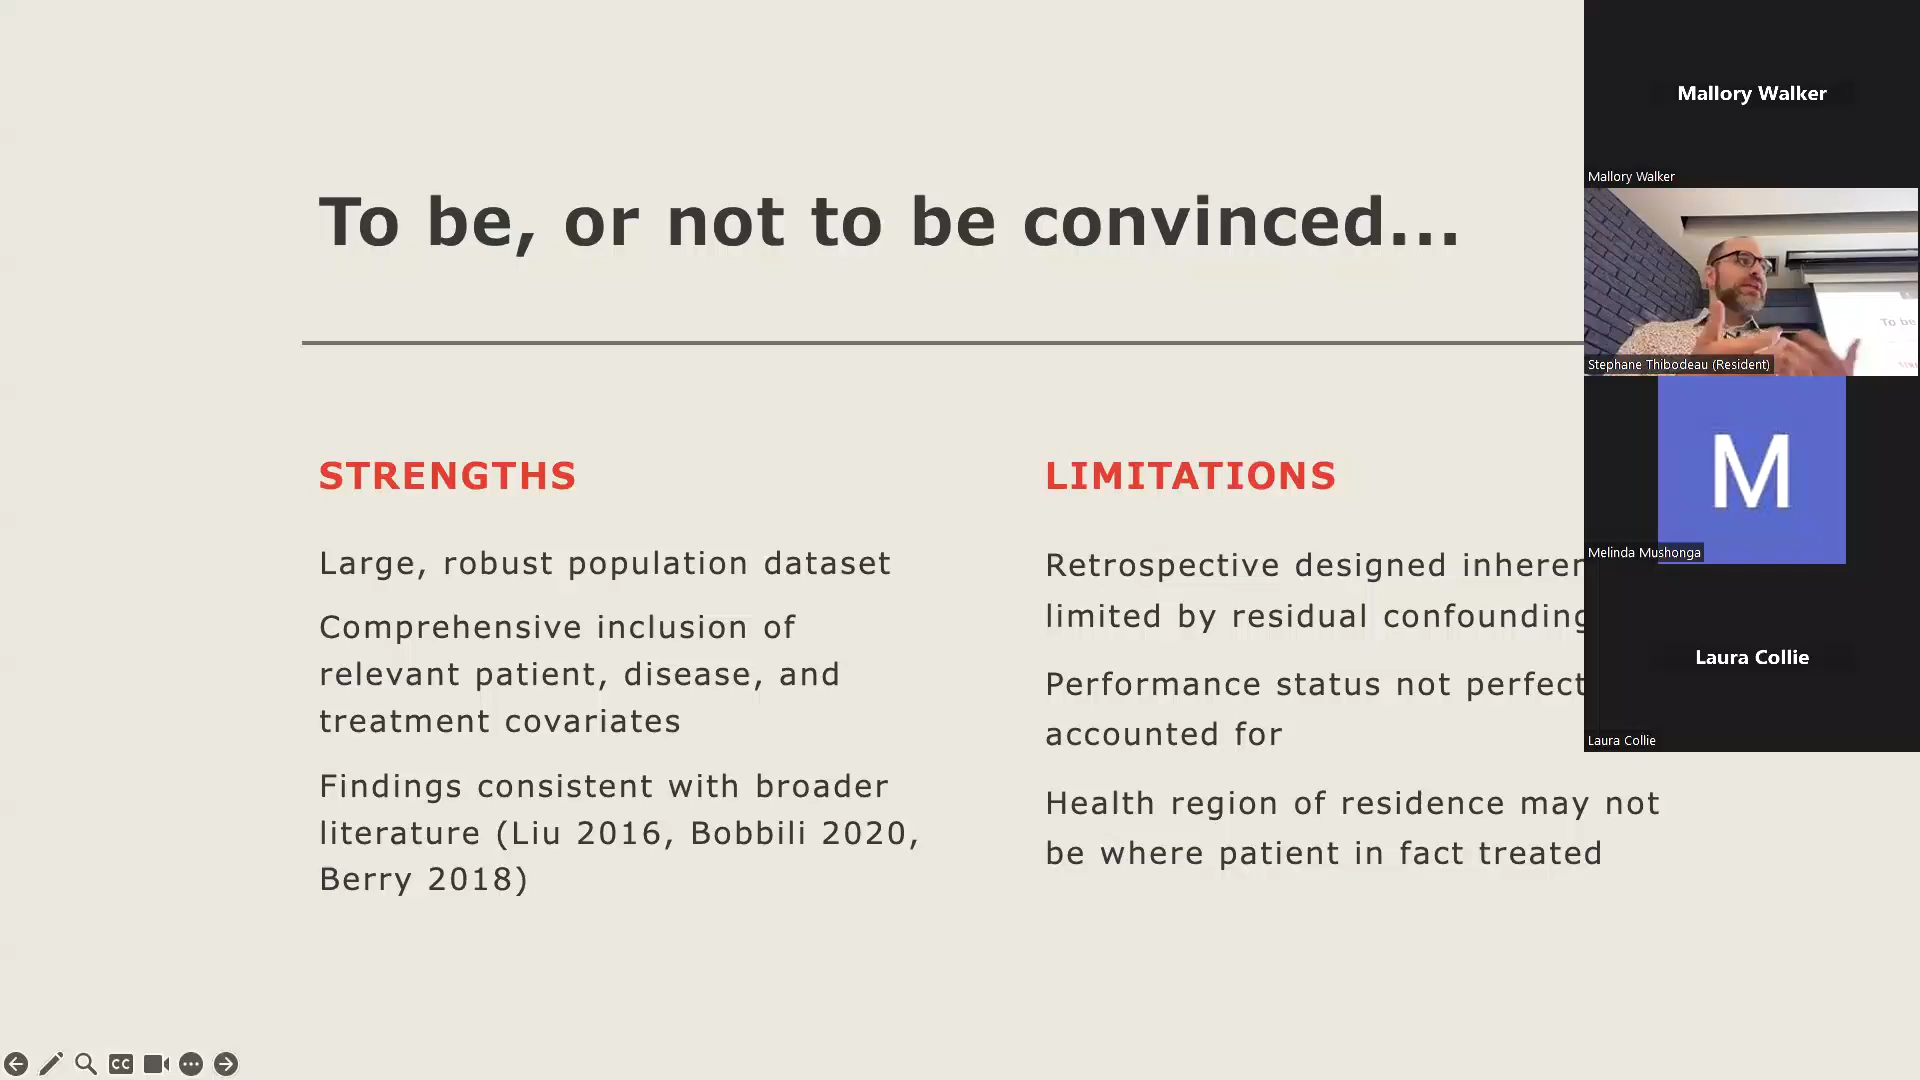 To be, or not to be convinced...
STRENGTHS
Large, robust population dataset
Comprehensive inclusion of
relevant patient, disease, and
treatment covariates
Findings consistent with broader
literature (Liu 2016, Bobbili 2020,
Berry 2018)
LIMITATIONS
Retrospective designed
limited by residual confounding
Performance status not
accounted for
Health region of residence may not
be where patient in fact treated
Mallory Walker
Mallory Walker
To be
Stephane Thibodeau (Resident)
M
Melinda Mushonga
Laura Collie
Laura Collie
CC